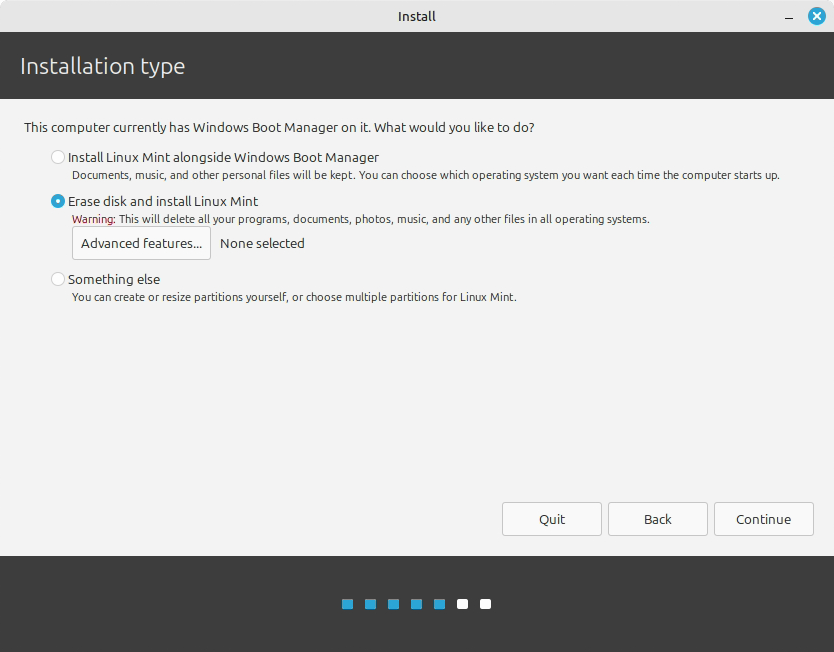 Install
Installation type
This computer currently has Windows Boot Manager on it. What would you like to do?
Install Linux Mint alongside Windows Boot Manager
Documents, music, and other personal files will be kept. You can choose which operating system you want each time the computer starts up.
Erase disk and install Linux Mint
Warning: This will delete all your programs, documents, photos, music, and any other files in all operating systems.
Advanced features... None selected
Something else
You can create or resize partitions yourself, or choose multiple partitions for Linux Mint.
Quit Back Continue